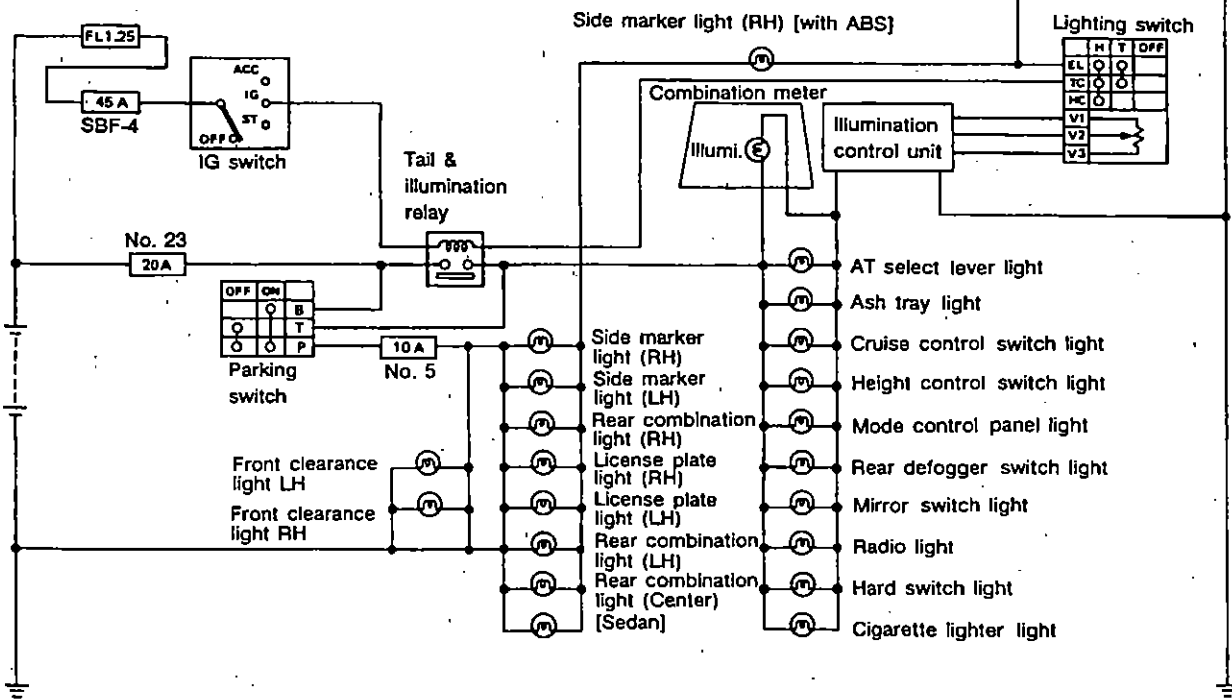 Side marker light (RH) [with ABS]
Lighting switch
FL1.25
H T OFF
EL
TC
HC
V1
V2
V3
ACC
IG
ST
OFF
IG switch
45 A
SBF-4
Combination meter
Illumi.
Illumination
control unit
Tail &
illumination
relay
No. 23
20A
OFF ON
B
T
P
Parking
switch
10 A
No. 5
Side marker
light (RH)
Side marker
light (LH)
Rear combination
light (RH)
License plate
light (RH)
License plate
light (LH)
Rear combination
light (LH)
Rear combination
light (Center)
[Sedan]
Front clearance
light LH
Front clearance
light RH
AT select lever light
Ash tray light
Cruise control switch light
Height control switch light
Mode control panel light
Rear defogger switch light
Mirror switch light
Radio light
Hard switch light
Cigarette lighter light